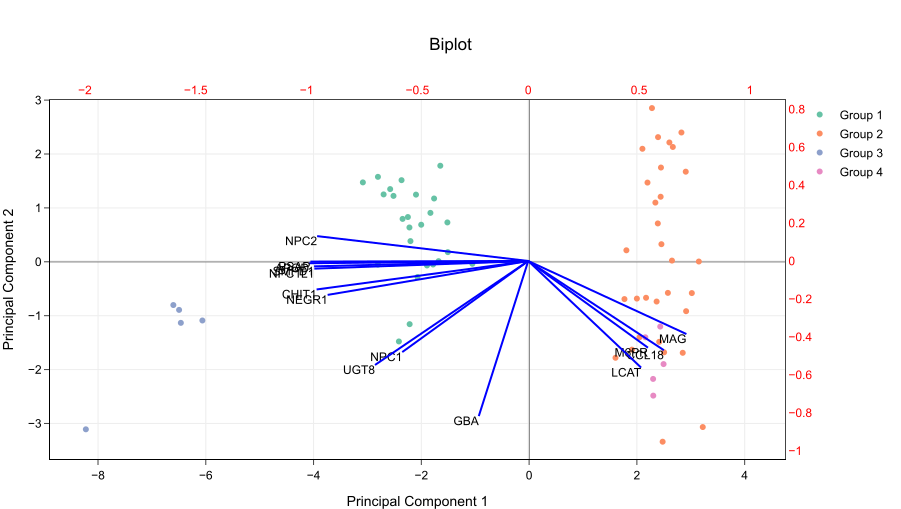 Biplot
−2 −1.5 −1 −0.5 0 0.5 1
3
2
1
0
−1
−2
−3
0.8
0.6
0.4
0.2
0
−0.2
−0.4
−0.6
−0.8
−1
Group 1
Group 2
Group 3
Group 4
NPC2
NPC1L1
CHIT1
NEGR1
NPC1
UGT8
GBA
MAG
CCL18
LCAT
−8 −6 −4 −2 0 2 4
Principal Component 1
Principal Component 2